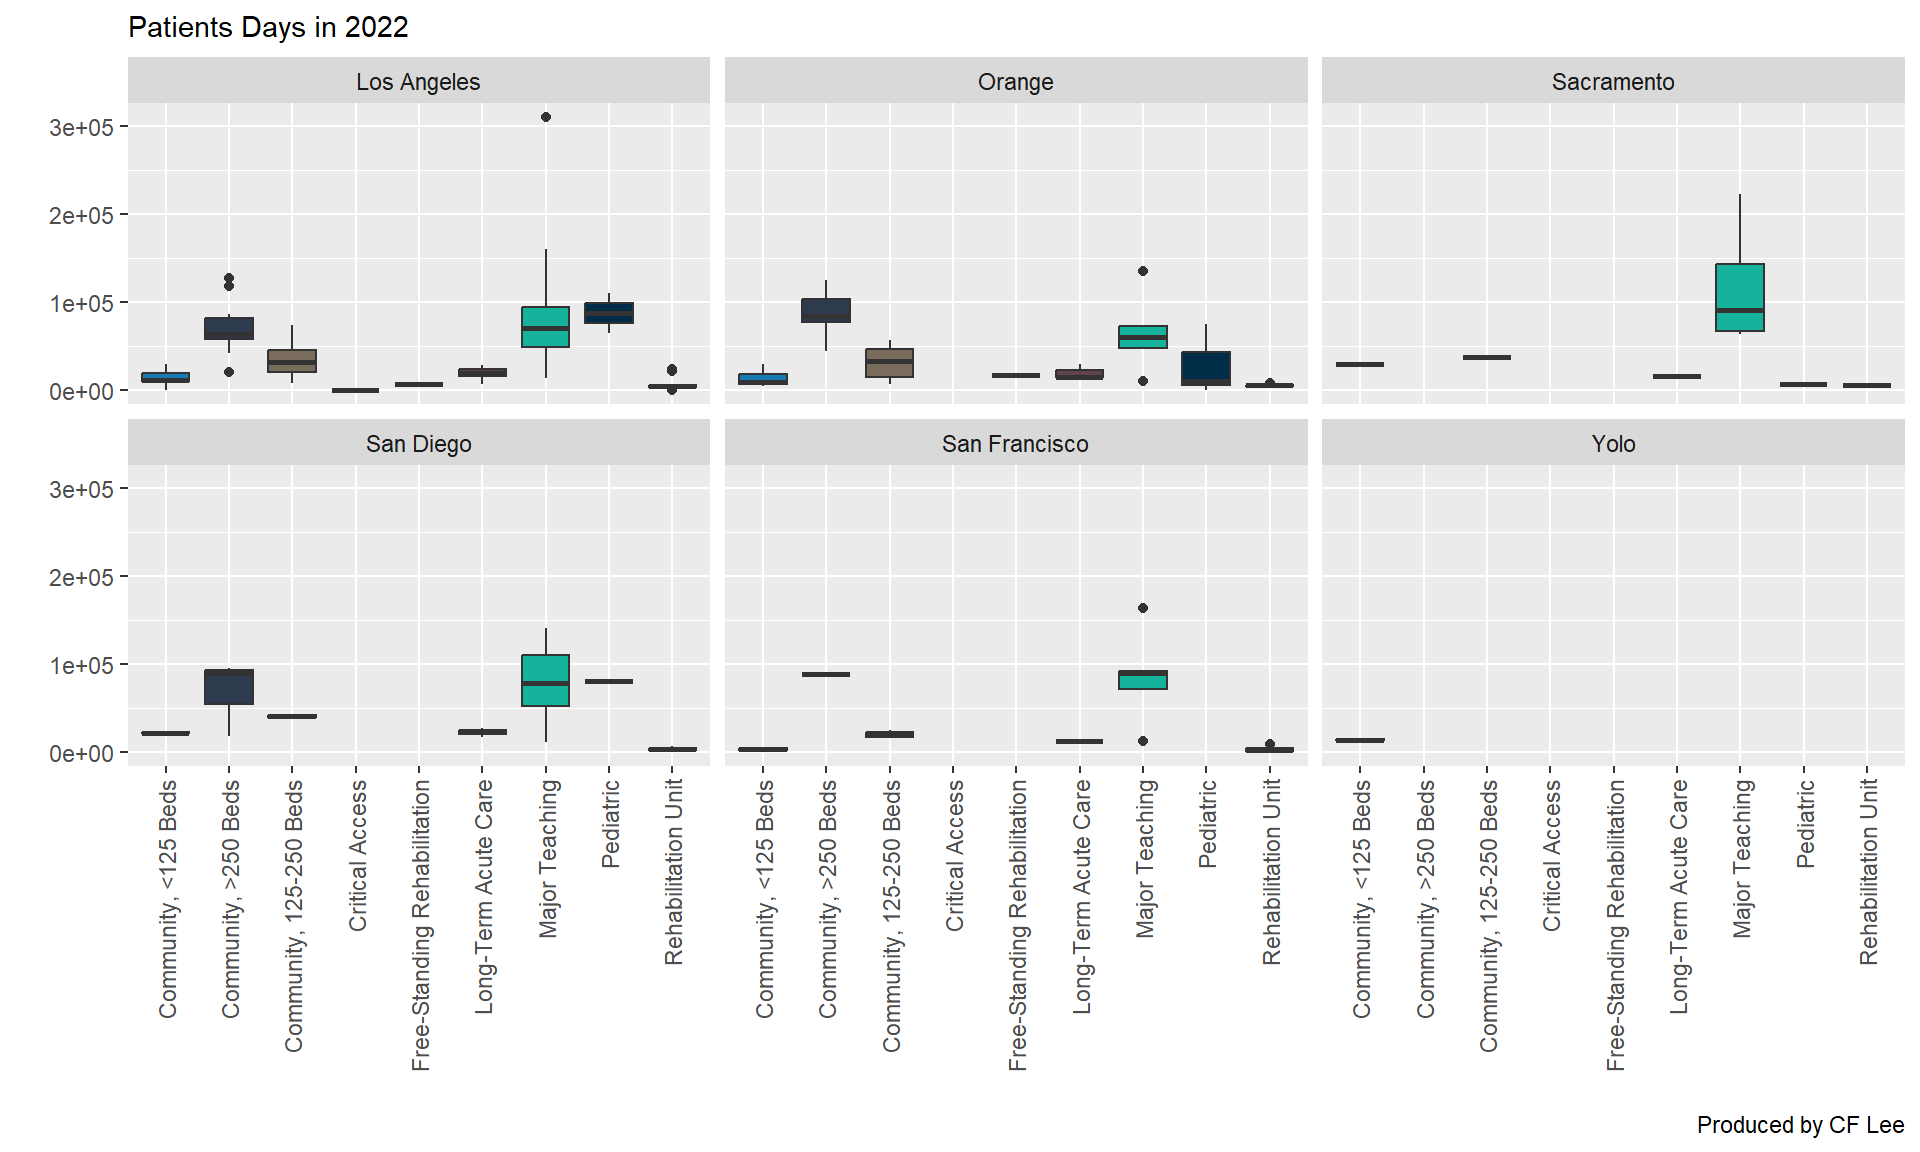 Patients Days in 2022
Los Angeles
Orange
Sacramento
3e+05
2e+05
1e+05
0e+00
San Diego
San Francisco
Yolo
3e+05
2e+05
1e+05
0e+00
Community, <125 Beds
Community, >250 Beds
Community, 125-250 Beds
Critical Access
Free-Standing Rehabilitation
Long-Term Acute Care
Major Teaching
Pediatric
Rehabilitation Unit
Community, <125 Beds
Community, >250 Beds
Community, 125-250 Beds
Critical Access
Free-Standing Rehabilitation
Long-Term Acute Care
Major Teaching
Pediatric
Rehabilitation Unit
Community, <125 Beds
Community, >250 Beds
Community, 125-250 Beds
Critical Access
Free-Standing Rehabilitation
Long-Term Acute Care
Major Teaching
Pediatric
Rehabilitation Unit
Produced by CF Lee